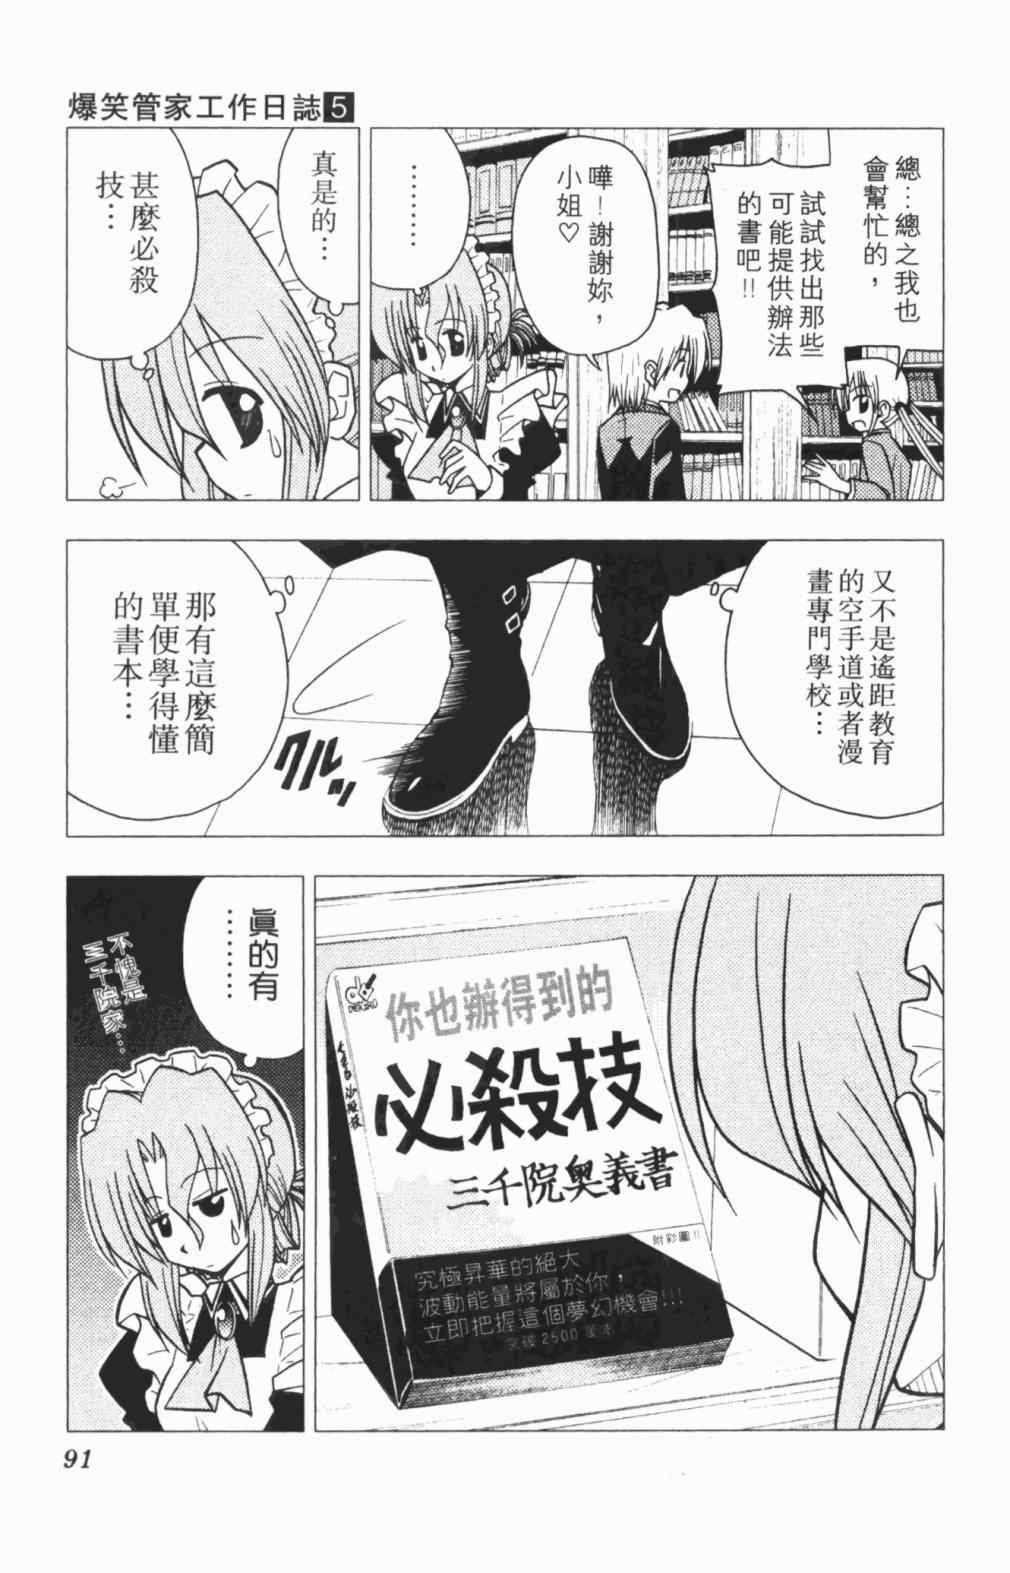 爆笑管家工作日誌5
總…總之我也
會幫忙的，
試試找出那些
可能提供辦法
的書吧!!
嘩！謝謝妳，
小姐♡
………
真是的…
甚麼必殺
技…
又不是遙距教育
的空手道或者漫
畫專門學校…
クルッ
那有這麼簡
單便學得懂
的書本…
你也辦得到的
必殺技
三千院奧義書
附彩圖!!
究極昇華的絕大
波動能量將屬於你，
立即把握這個夢幻機會!!!
突破2500
眞的有
………
不愧是
三千院家…
91